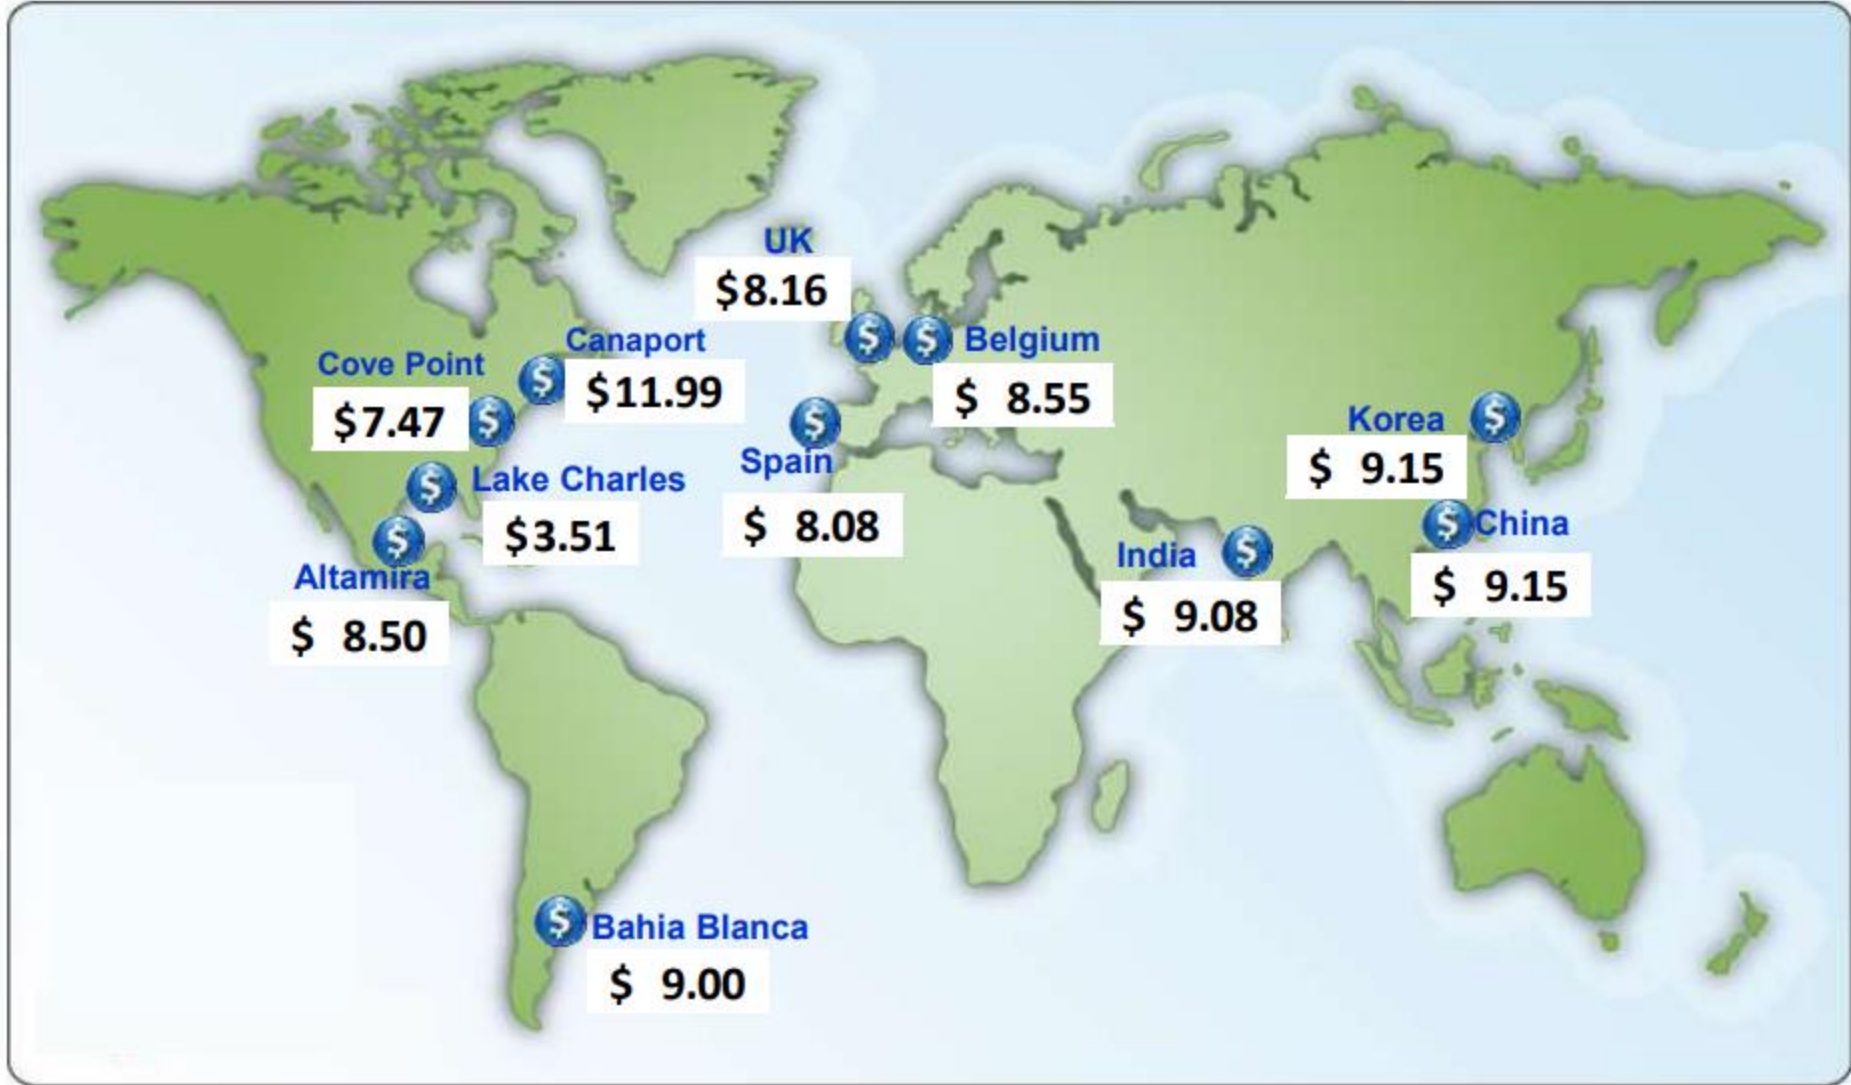 UK
$8.16
Canaport
$11.99
Cove Point
$7.47
Belgium
$ 8.55
Lake Charles
$3.51
Spain
$ 8.08
Korea
$ 9.15
China
$ 9.15
India
$ 9.08
Altamira
$ 8.50
Bahia Blanca
$ 9.00